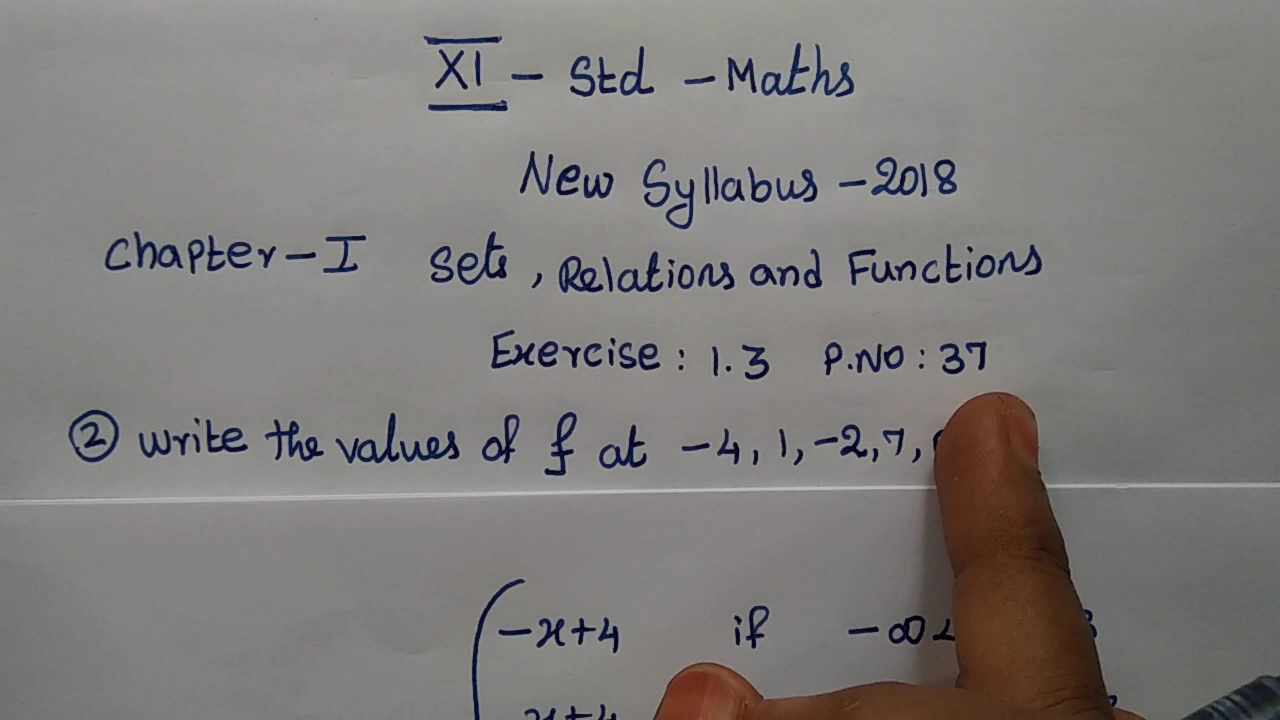 XI - Std - Maths
New Syllabus - 2018
Chapter - I Sets, Relations and Functions
Exercise : 1.3 P.NO : 37
② write the values of f at -4, 1, -2, 7,
-x+4 if -∞ <
x+4